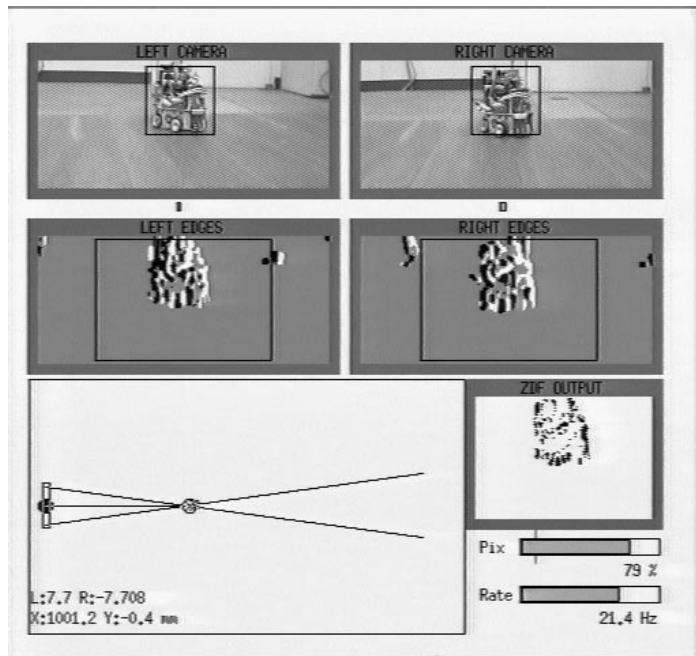 LEFT CAMERA
RIGHT CAMERA
LEFT EDGES
RIGHT EDGES
ZDF OUTPUT
L:7.7 R:-7.708
X:1001.2 Y:-0.4 mm
Pix
79 %
Rate
21.4 Hz